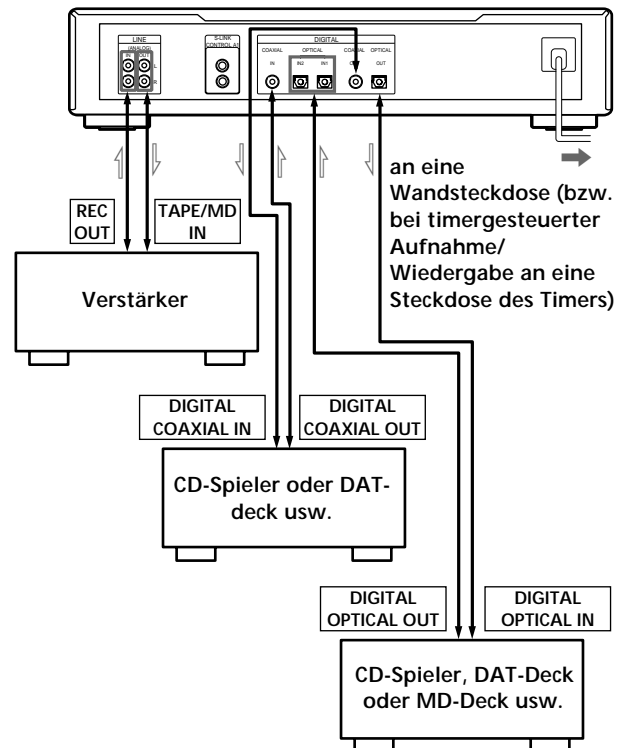 LINE
(ANALOG)
IN OUT
L
R
S-LINK
CONTROL A1
DIGITAL
COAXIAL OPTICAL COAXIAL OPTICAL
IN IN2 IN1 OUT OUT
an eine
Wandsteckdose (bzw.
bei timergesteuerter
Aufnahme/
Wiedergabe an eine
Steckdose des Timers)
REC
OUT
TAPE/MD
IN
Verstärker
DIGITAL
COAXIAL IN
DIGITAL
COAXIAL OUT
CD-Spieler oder DAT-
deck usw.
DIGITAL
OPTICAL OUT
DIGITAL
OPTICAL IN
CD-Spieler, DAT-Deck
oder MD-Deck usw.